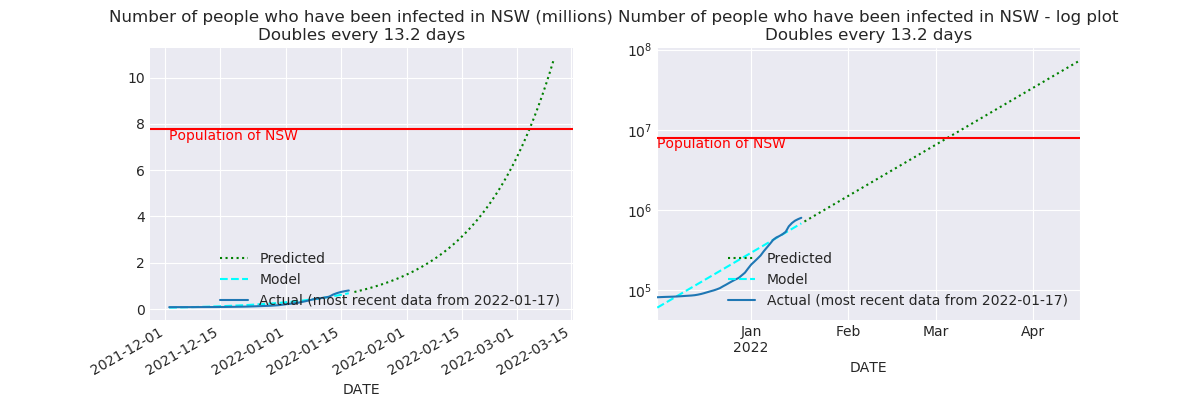 Number of people who have been infected in NSW (millions)
Doubles every 13.2 days
10
8
6
4
2
0
Population of NSW
Predicted
Model
Actual (most recent data from 2022-01-17)
2021-12-01
2021-12-15
2022-01-01
2022-01-15
2022-02-01
2022-02-15
2022-03-01
2022-03-15
DATE
Number of people who have been infected in NSW - log plot
Doubles every 13.2 days
10⁸
10⁷
10⁶
10⁵
Population of NSW
Predicted
Model
Actual (most recent data from 2022-01-17)
Jan
2022
Feb
Mar
Apr
DATE